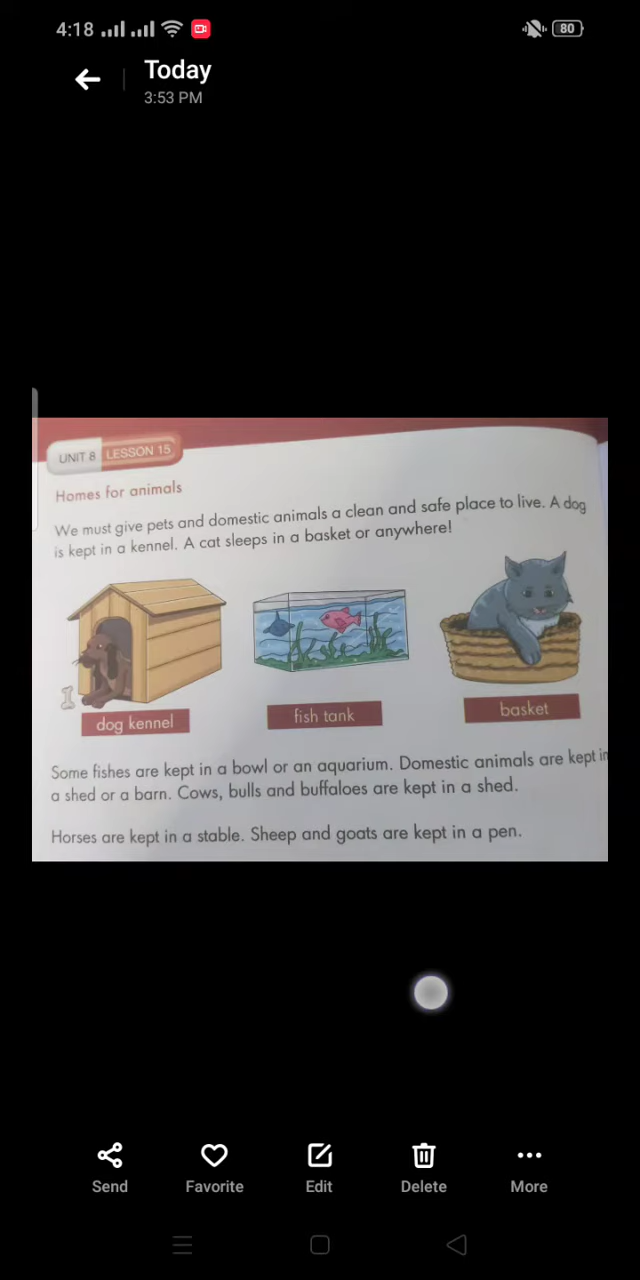 4:18
80
Today
3:53 PM
UNIT 8 LESSON 15
Homes for animals
We must give pets and domestic animals a clean and safe place to live. A dog
is kept in a kennel. A cat sleeps in a basket or anywhere!
dog kennel
fish tank
basket
Some fishes are kept in a bowl or an aquarium. Domestic animals are kept in
a shed or a barn. Cows, bulls and buffaloes are kept in a shed.
Horses are kept in a stable. Sheep and goats are kept in a pen.
Send Favorite Edit Delete More